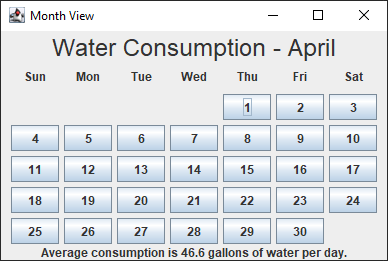 Month View
Water Consumption - April
Sun Mon Tue Wed Thu Fri Sat
1 2 3
4 5 6 7 8 9 10
11 12 13 14 15 16 17
18 19 20 21 22 23 24
25 26 27 28 29 30
Average consumption is 46.6 gallons of water per day.